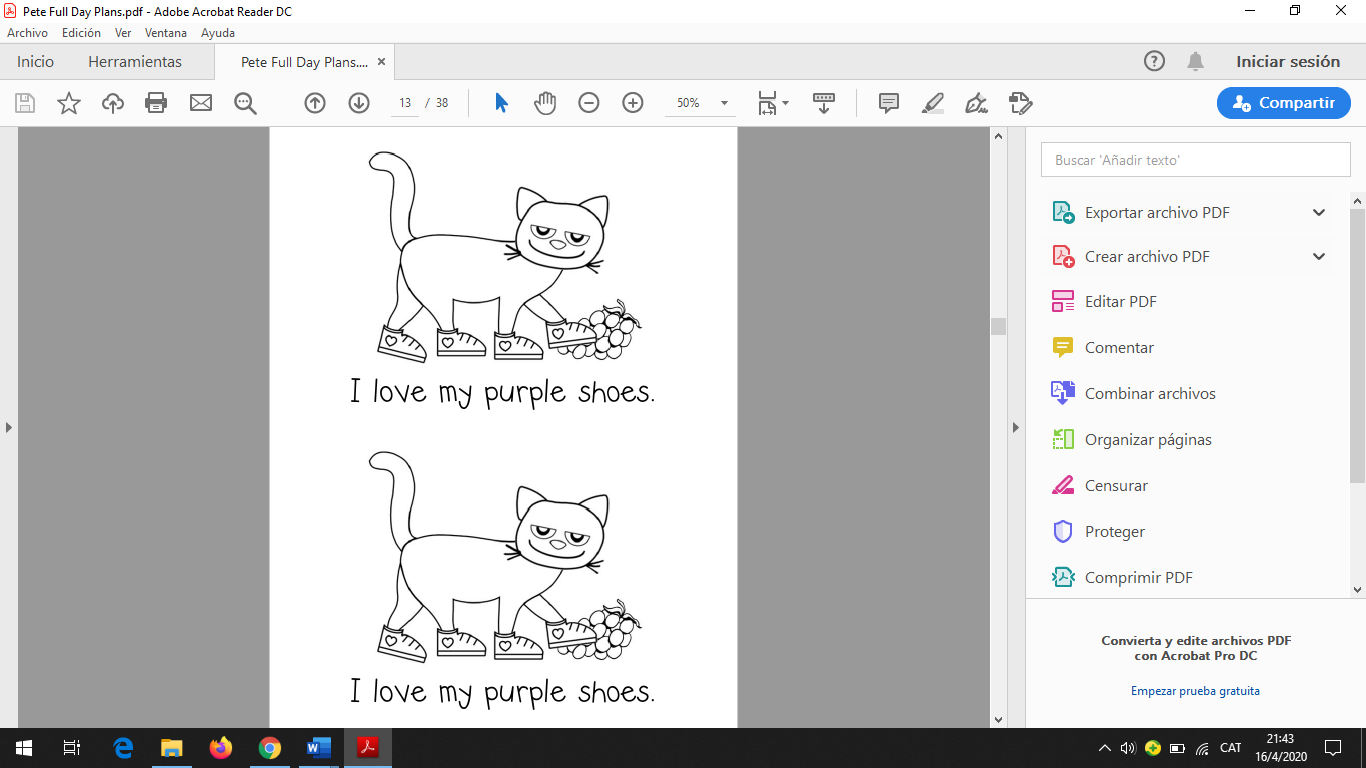 Pete Full Day Plans.pdf - Adobe Acrobat Reader DC
Archivo Edición Ver Ventana Ayuda
Inicio Herramientas Pete Full Day Plans.... Iniciar sesión
13 / 38 50% Compartir
I love my purple shoes.
I love my purple shoes.
Buscar 'Añadir texto'
Exportar archivo PDF
Crear archivo PDF
Editar PDF
Comentar
Combinar archivos
Organizar páginas
Censurar
Proteger
Comprimir PDF
Convierta y edite archivos PDF
con Acrobat Pro DC
Empezar prueba gratuita
CAT
21:43
16/4/2020